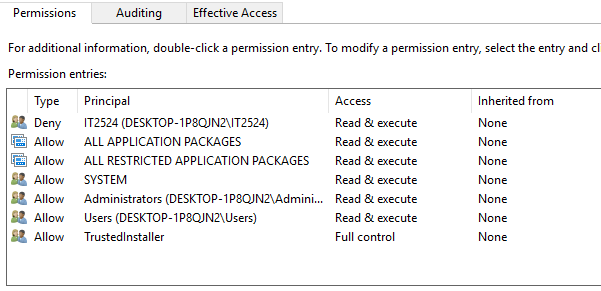 Permissions Auditing Effective Access
For additional information, double-click a permission entry. To modify a permission entry, select the entry and cl
Permission entries:
Type Principal Access Inherited from
Deny IT2524 (DESKTOP-1P8QJN2\IT2524) Read & execute None
Allow ALL APPLICATION PACKAGES Read & execute None
Allow ALL RESTRICTED APPLICATION PACKAGES Read & execute None
Allow SYSTEM Read & execute None
Allow Administrators (DESKTOP-1P8QJN2\Admini... Read & execute None
Allow Users (DESKTOP-1P8QJN2\Users) Read & execute None
Allow TrustedInstaller Full control None